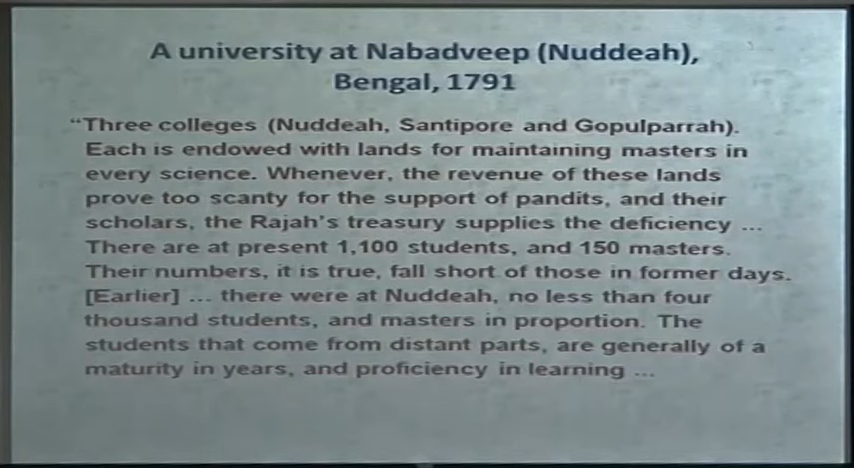 A university at Nabadveep (Nuddeah),
Bengal, 1791
“Three colleges (Nuddeah, Santipore and Gopulparrah).
Each is endowed with lands for maintaining masters in
every science. Whenever, the revenue of these lands
prove too scanty for the support of pandits, and their
scholars, the Rajah's treasury supplies the deficiency ...
There are at present 1,100 students, and 150 masters.
Their numbers, it is true, fall short of those in former days.
[Earlier] ... there were at Nuddeah, no less than four
thousand students, and masters in proportion. The
students that come from distant parts, are generally of a
maturity in years, and proficiency in learning ...